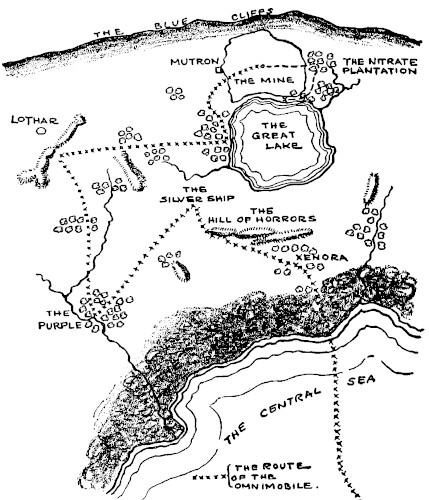 THE BLUE CLIFFS
MUTRON
THE NITRATE
PLANTATION
THE MINE
LOTHAR
THE
GREAT
LAKE
THE
SILVER SHIP
THE
HILL OF HORRORS
XENORA
THE
PURPLE
THE CENTRAL SEA
THE ROUTE
OF THE
OMNIMOBILE.